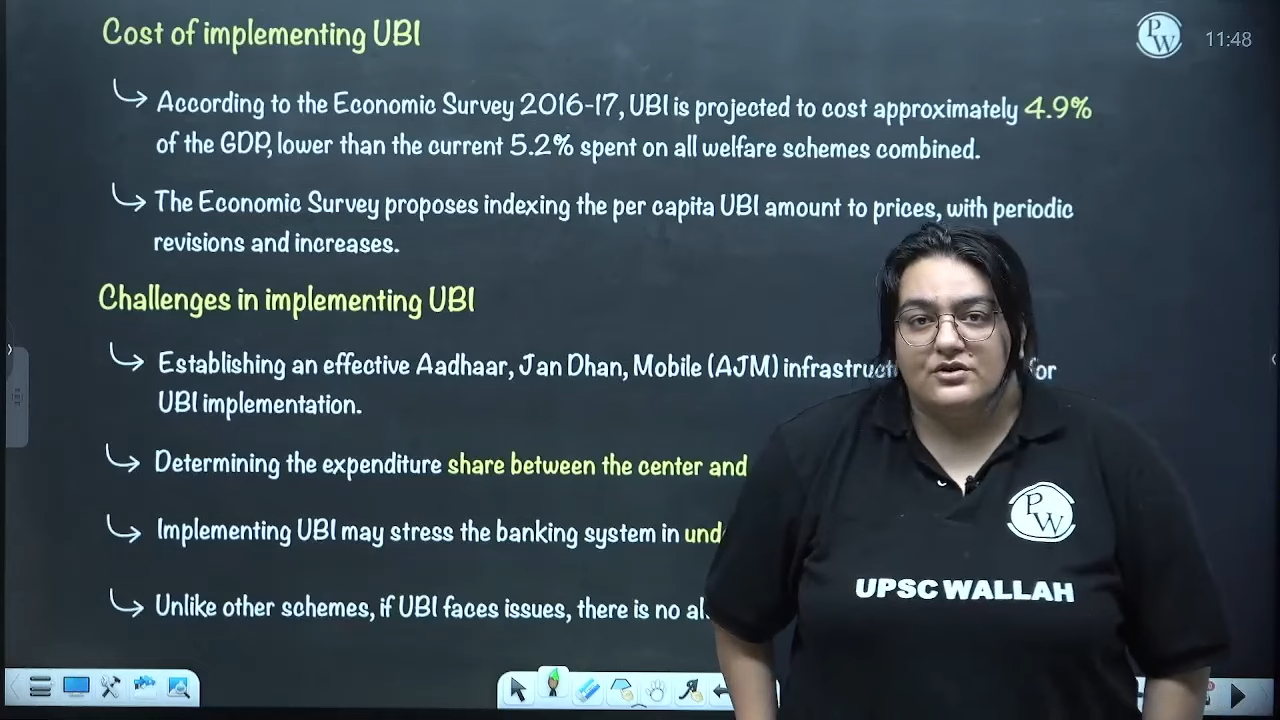 Cost of implementing UBI
PW
11:48
According to the Economic Survey 2016-17, UBI is projected to cost approximately 4.9%
of the GDP, lower than the current 5.2% spent on all welfare schemes combined.
The Economic Survey proposes indexing the per capita UBI amount to prices, with periodic
revisions and increases.
Challenges in implementing UBI
Establishing an effective Aadhaar, Jan Dhan, Mobile (AJM) for
UBI implementation.
Determining the expenditure share between the center and
Implementing UBI may stress the banking system in
Unlike other schemes, if UBI faces issues, there is no
PW
UPSC WALLAH